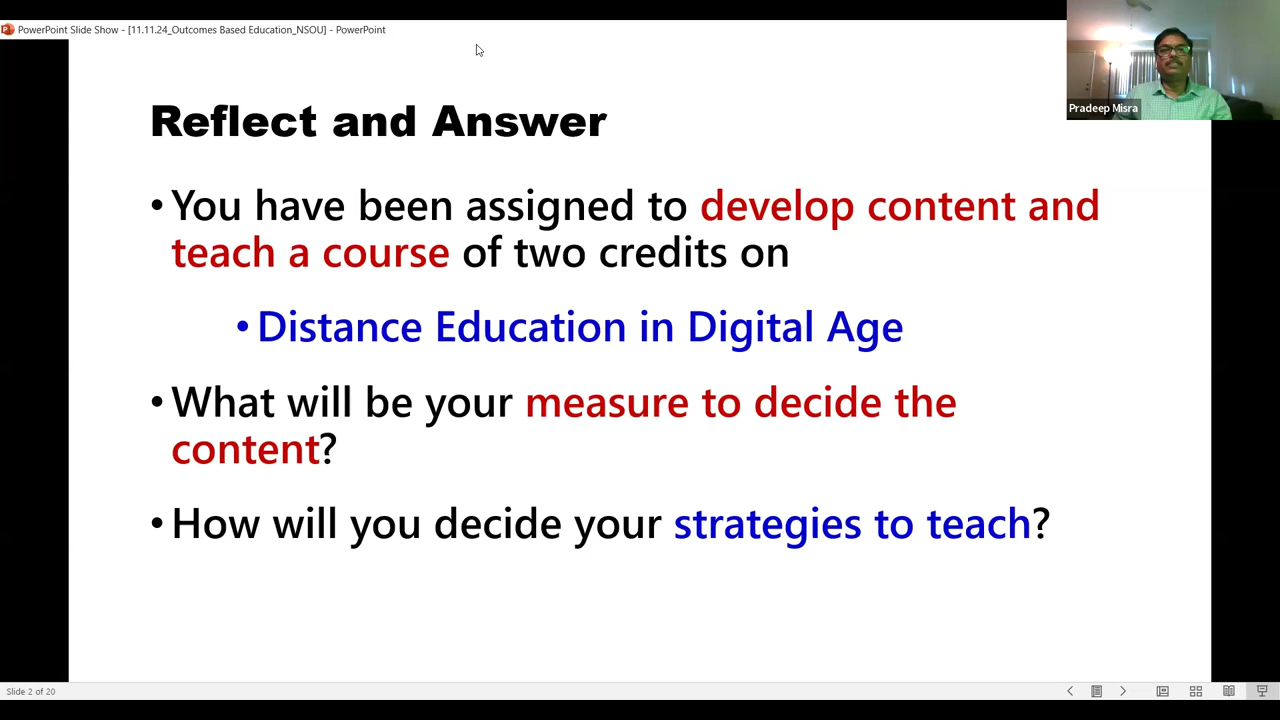 PowerPoint Slide Show - [11.11.24_Outcomes Based Education_NSOU] - PowerPoint
Pradeep Misra
Reflect and Answer
• You have been assigned to develop content and
teach a course of two credits on
• Distance Education in Digital Age
• What will be your measure to decide the
content?
• How will you decide your strategies to teach?
Slide 2 of 20